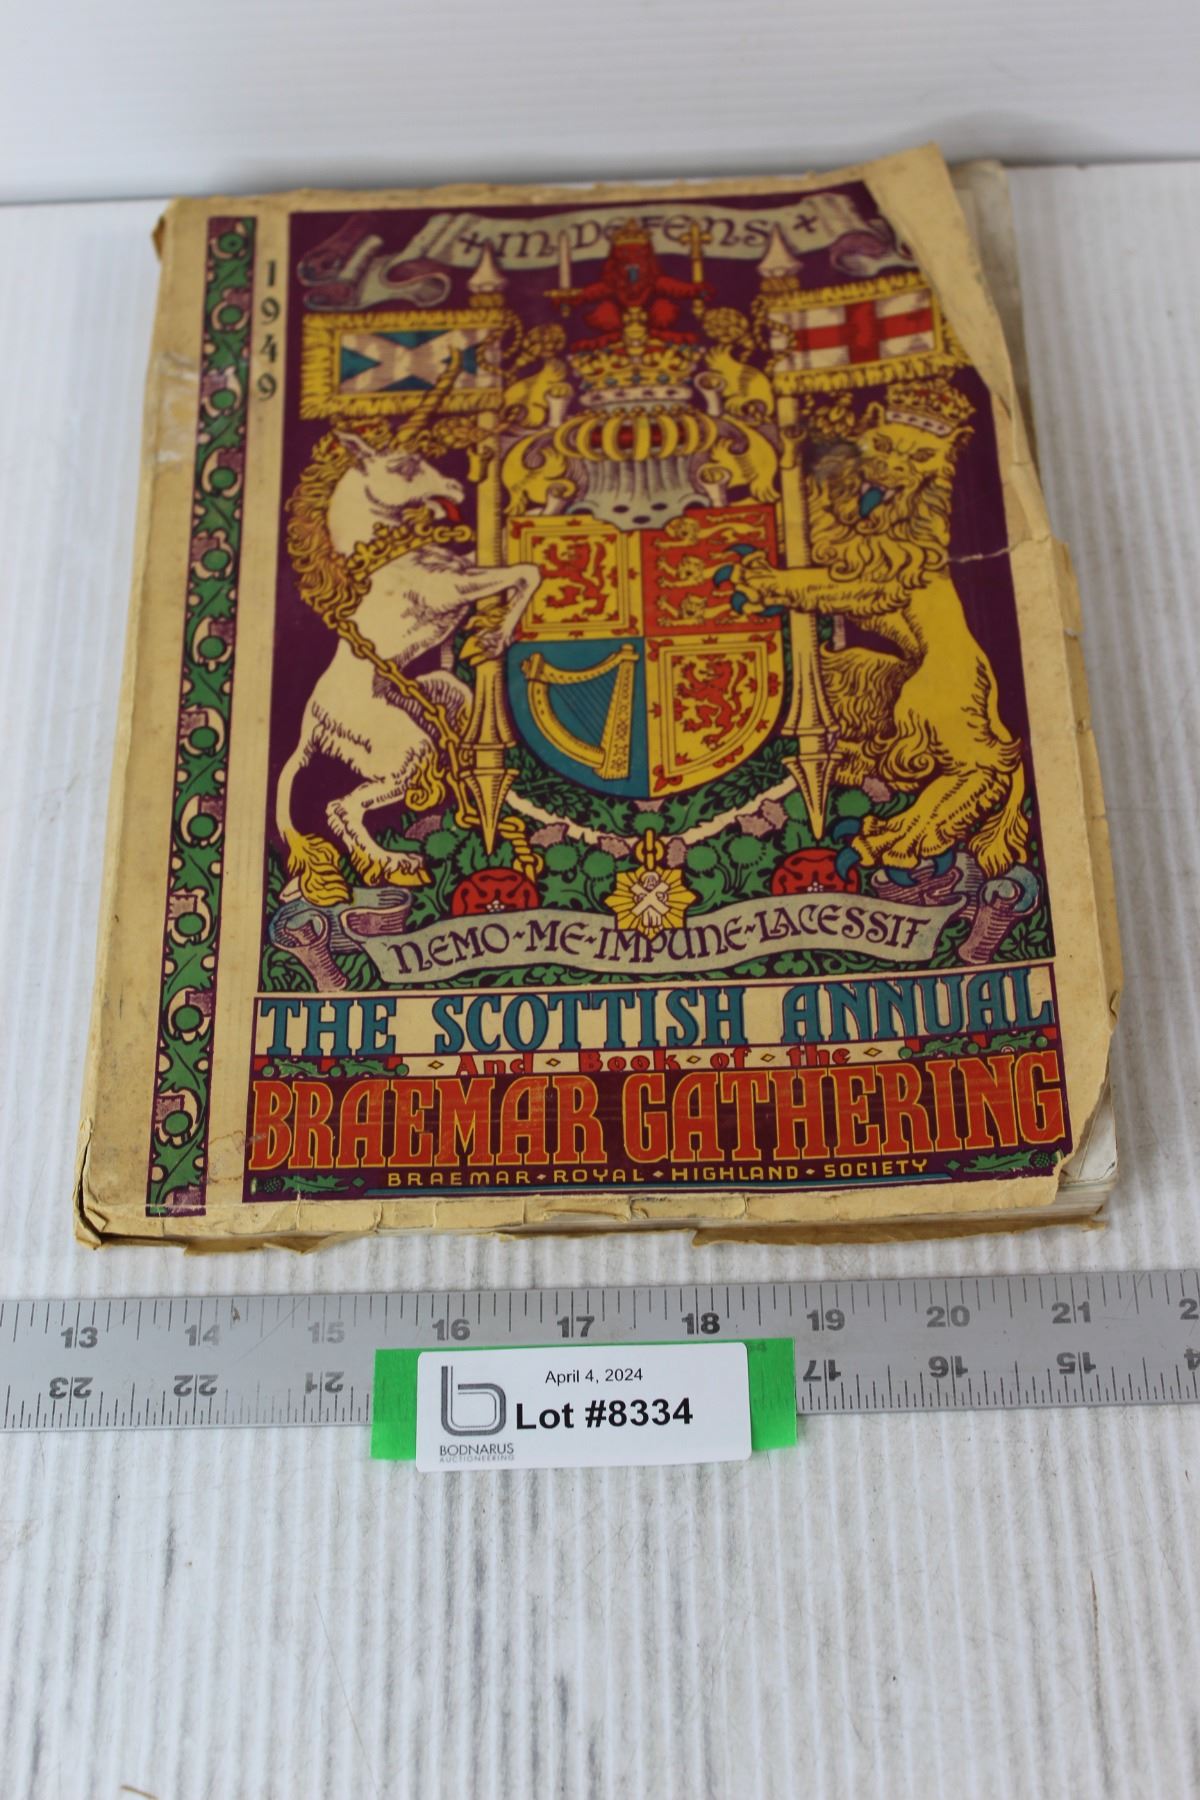 1949
+ IN DEFENS +
NEMO-ME-IMPUNE-LACESSIT
THE SCOTTISH ANNUAL
And · Book · of · the
BRAEMAR GATHERING
BRAEMAR · ROYAL · HIGHLAND · SOCIETY
13 14 15 16 17 18 19 20 21
23 22 21 17 16 15
April 4, 2024
Lot #8334
BODNARUS
AUCTIONEERING